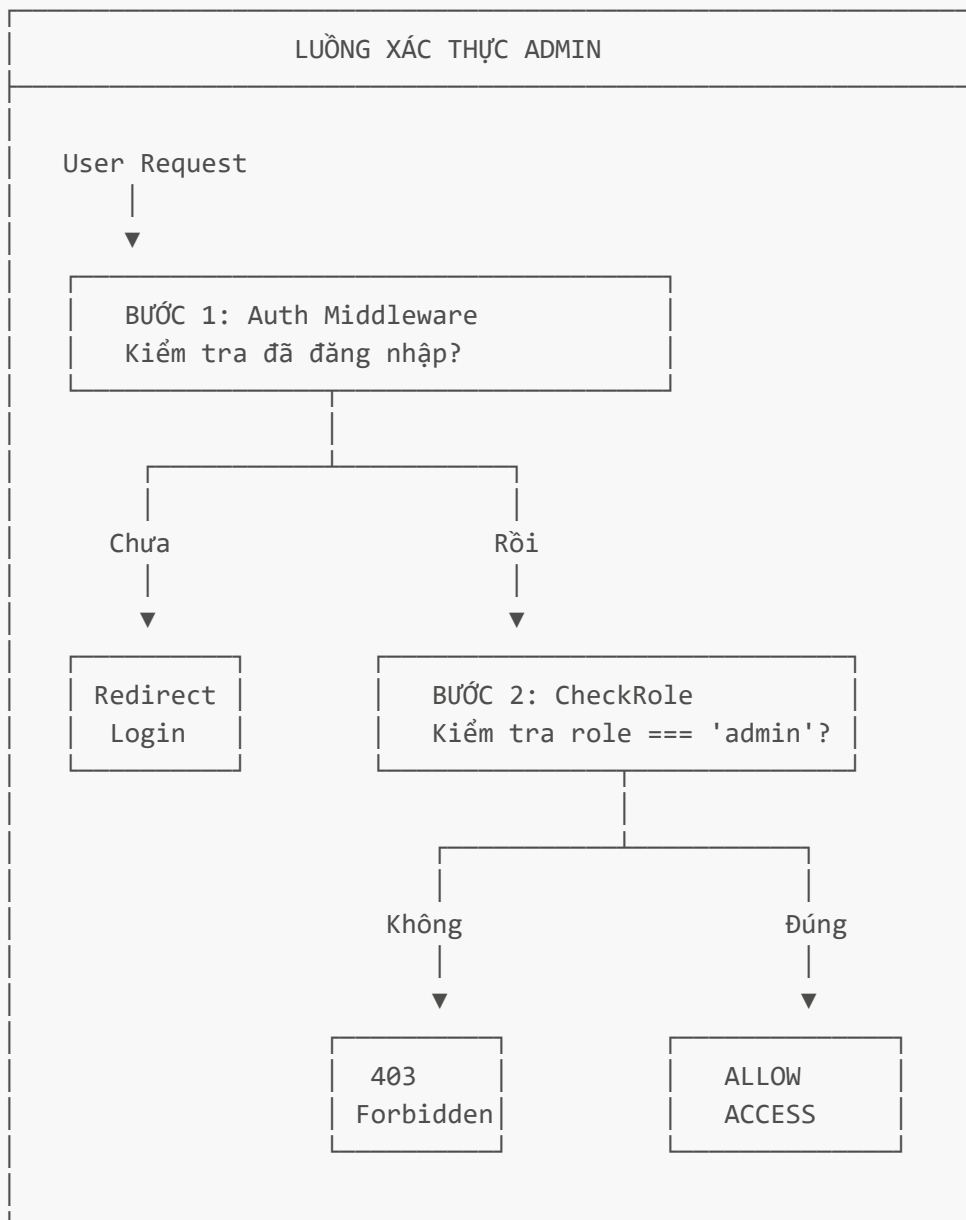 LUỒNG XÁC THỰC ADMIN
User Request
BƯỚC 1: Auth Middleware
Kiểm tra đã đăng nhập?
Chưa
Rồi
Redirect
Login
BƯỚC 2: CheckRole
Kiểm tra role === 'admin'?
Không
Đúng
403
Forbidden
ALLOW
ACCESS